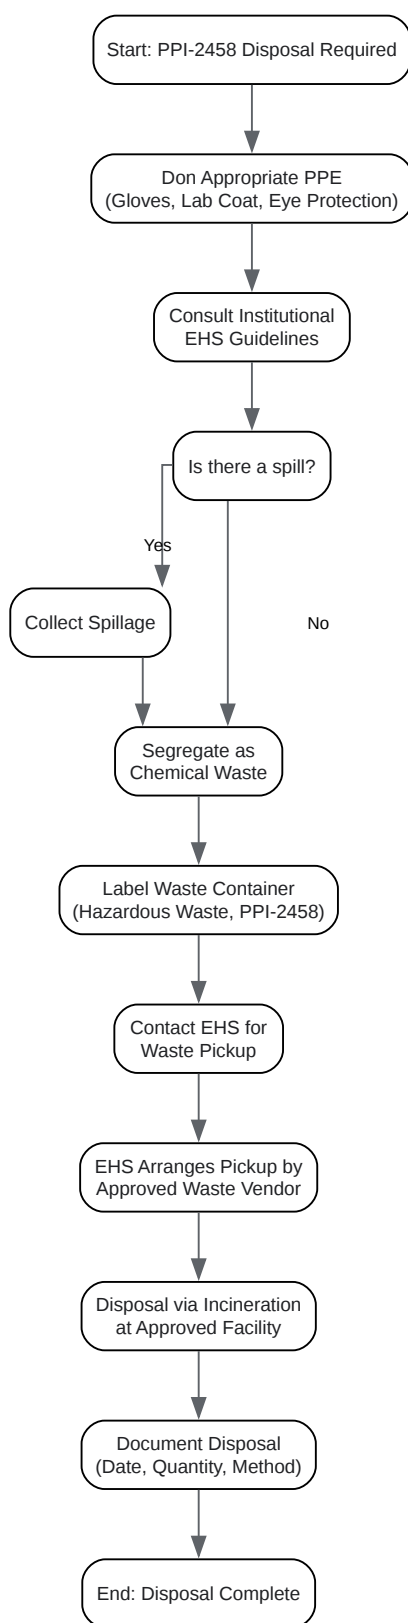 Start: PPI-2458 Disposal Required
Don Appropriate PPE
(Gloves, Lab Coat, Eye Protection)
Consult Institutional
EHS Guidelines
Is there a spill?
Yes
Collect Spillage
No
Segregate as
Chemical Waste
Label Waste Container
(Hazardous Waste, PPI-2458)
Contact EHS for
Waste Pickup
EHS Arranges Pickup by
Approved Waste Vendor
Disposal via Incineration
at Approved Facility
Document Disposal
(Date, Quantity, Method)
End: Disposal Complete